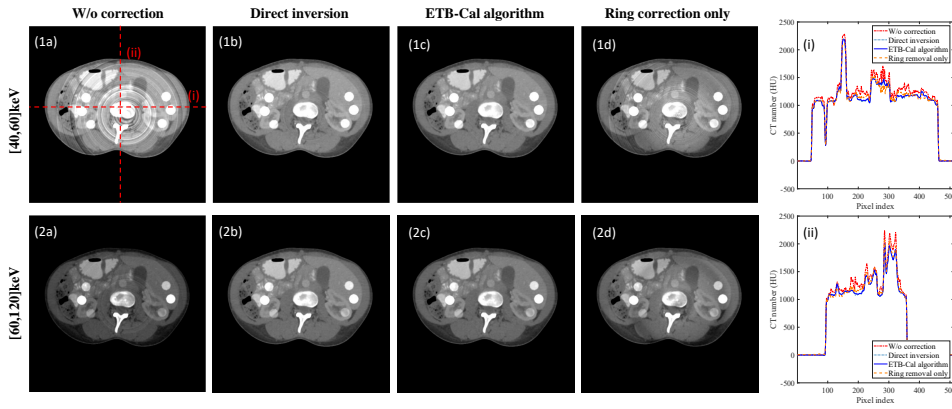 W/o correction
Direct inversion
ETB-Cal algorithm
Ring correction only
[40,60]keV
(1a)
(ii)
(i)
(1b)
(1c)
(1d)
[60,120]keV
(2a)
(2b)
(2c)
(2d)
(i)
W/o correction
Direct inversion
ETB-Cal algorithm
Ring removal only
CT number (HU)
2500
2000
1500
1000
500
0
-500
100 200 300 400 500
Pixel index
(ii)
W/o correction
Direct inversion
ETB-Cal algorithm
Ring removal only
CT number (HU)
2500
2000
1500
1000
500
0
-500
100 200 300 400 500
Pixel index